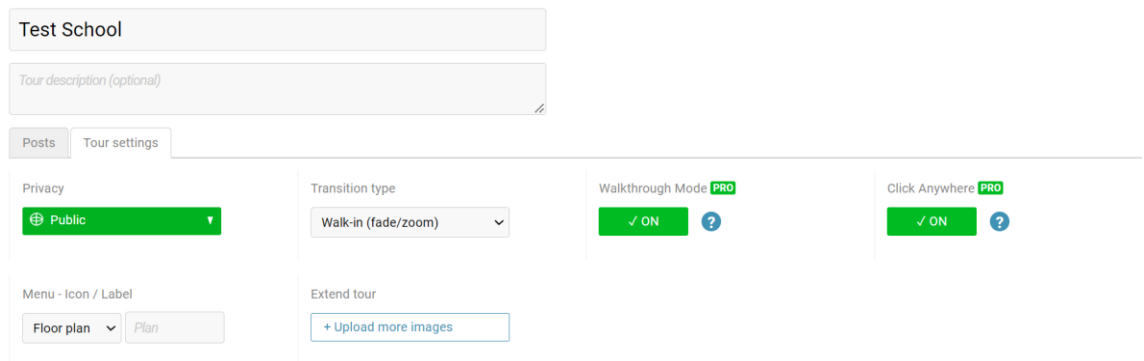 Test School
Tour description (optional)
Posts Tour settings
Privacy Transition type Walkthrough Mode PRO Click Anywhere PRO
Public Walk-in (fade/zoom) ✓ ON ? ✓ ON ?
Menu - Icon / Label Extend tour
Floor plan Plan + Upload more images